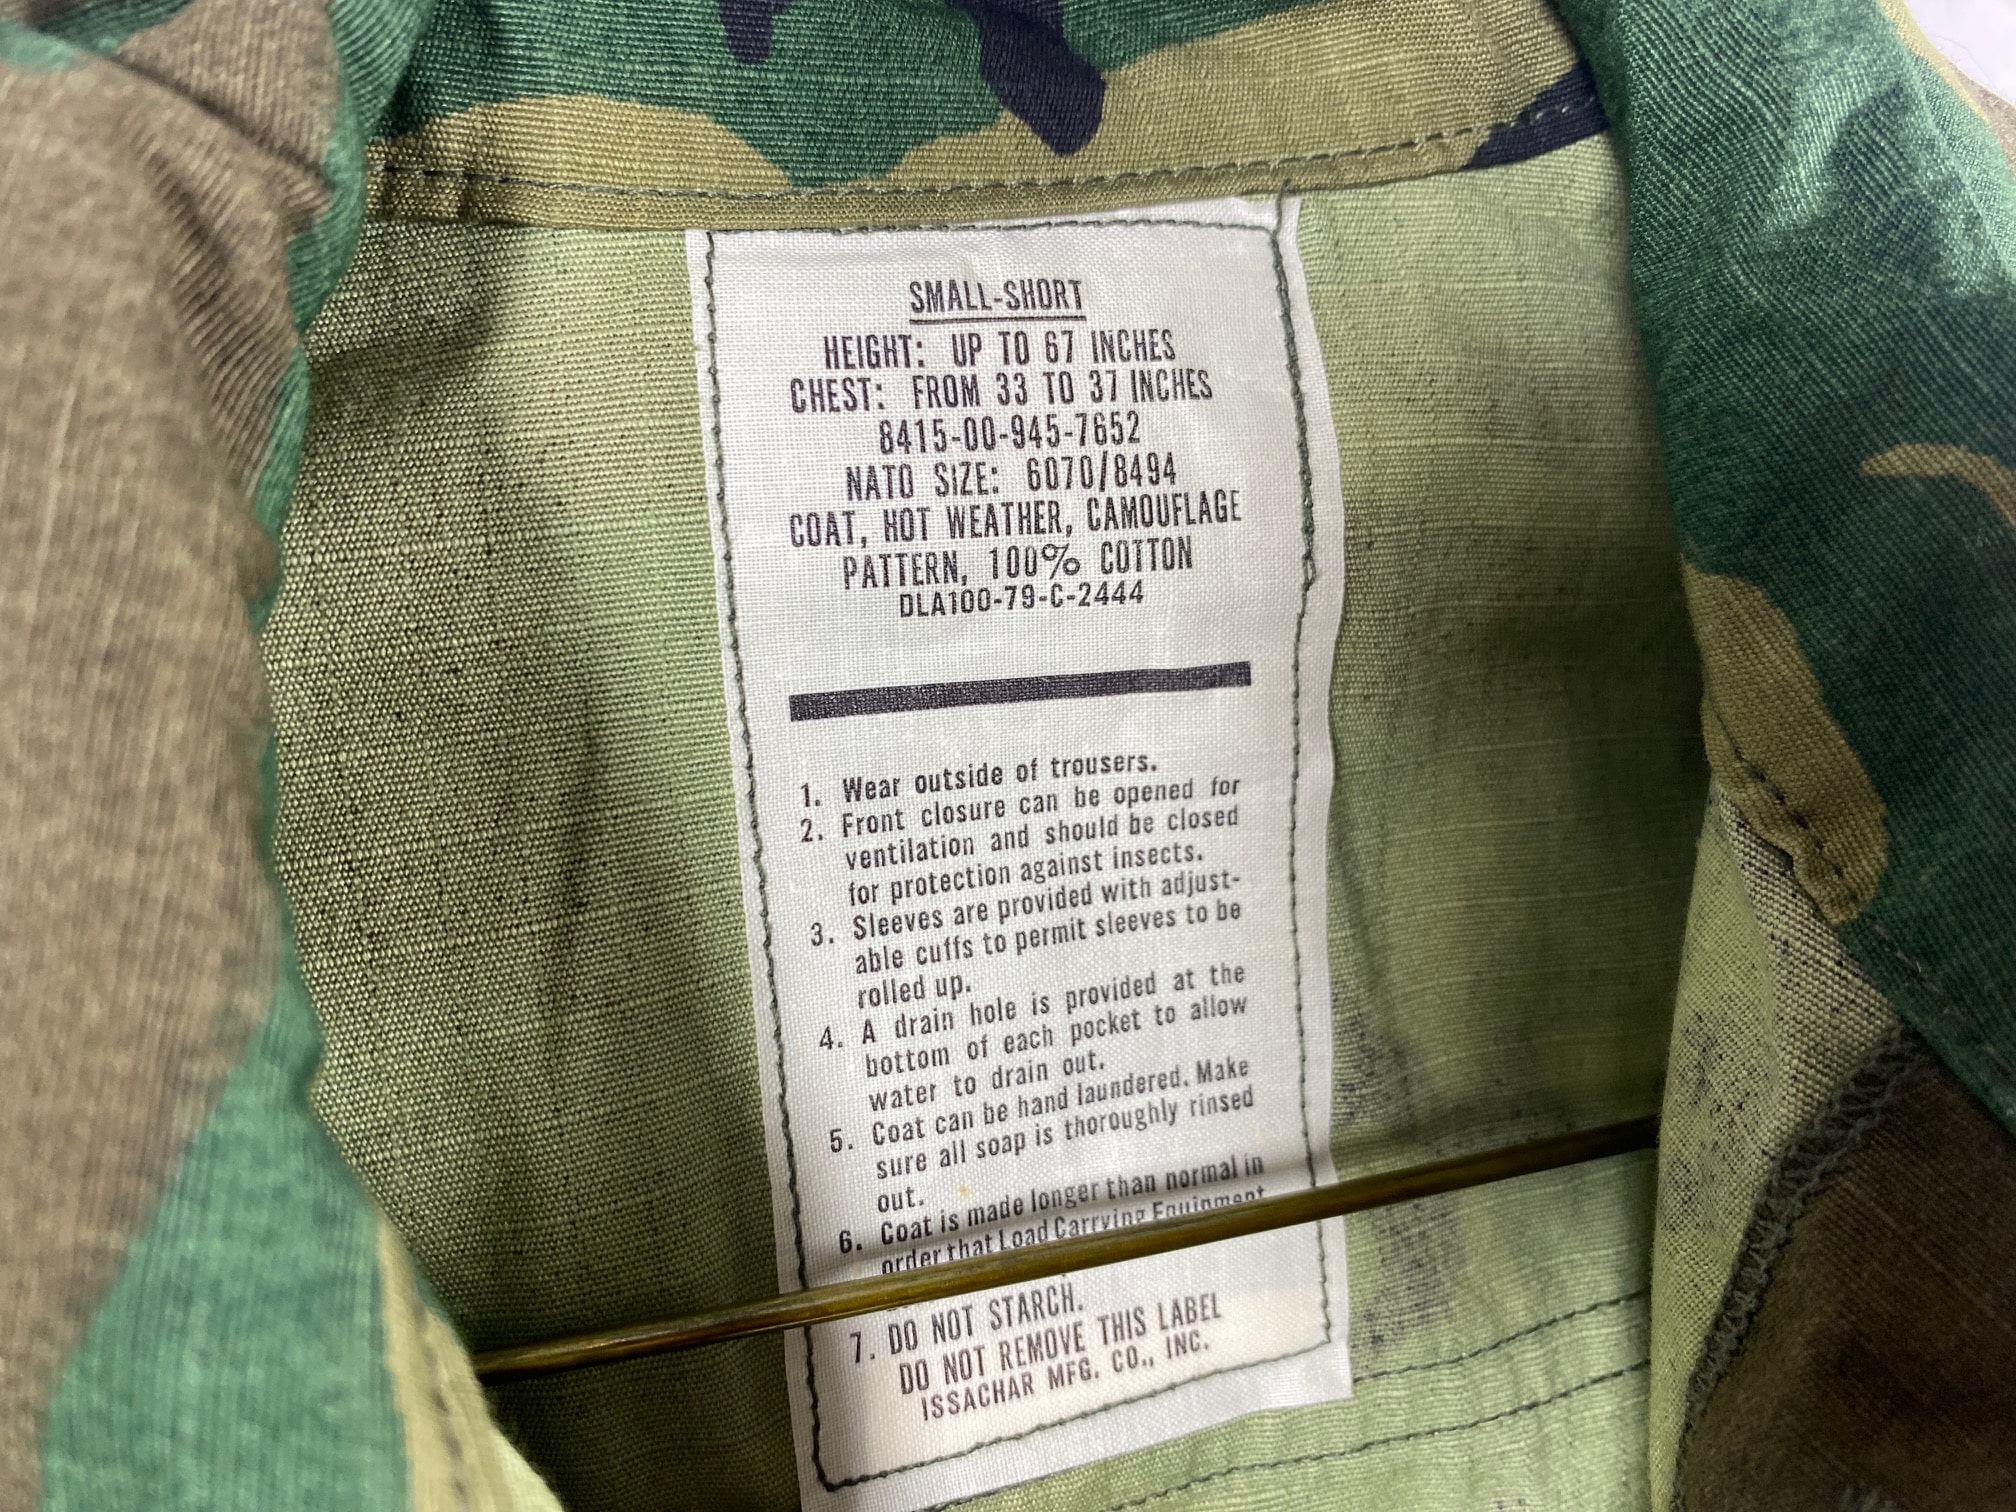 SMALL-SHORT
HEIGHT: UP TO 67 INCHES
CHEST: FROM 33 TO 37 INCHES
8415-00-945-7652
NATO SIZE: 6070/8494
COAT, HOT WEATHER, CAMOUFLAGE
PATTERN, 100% COTTON
DLA100-79-C-2444
1. Wear outside of trousers.
2. Front closure can be opened for
ventilation and should be closed
for protection against insects.
3. Sleeves are provided with adjust-
able cuffs to permit sleeves to be
rolled up.
4. A drain hole is provided at the
bottom of each pocket to allow
water to drain out.
5. Coat can be hand laundered. Make
sure all soap is thoroughly rinsed
out.
6. Coat is made longer than normal in
order that Load Carrying Equipment
7. DO NOT STARCH.
DO NOT REMOVE THIS LABEL
ISSACHAR MFG. CO., INC.